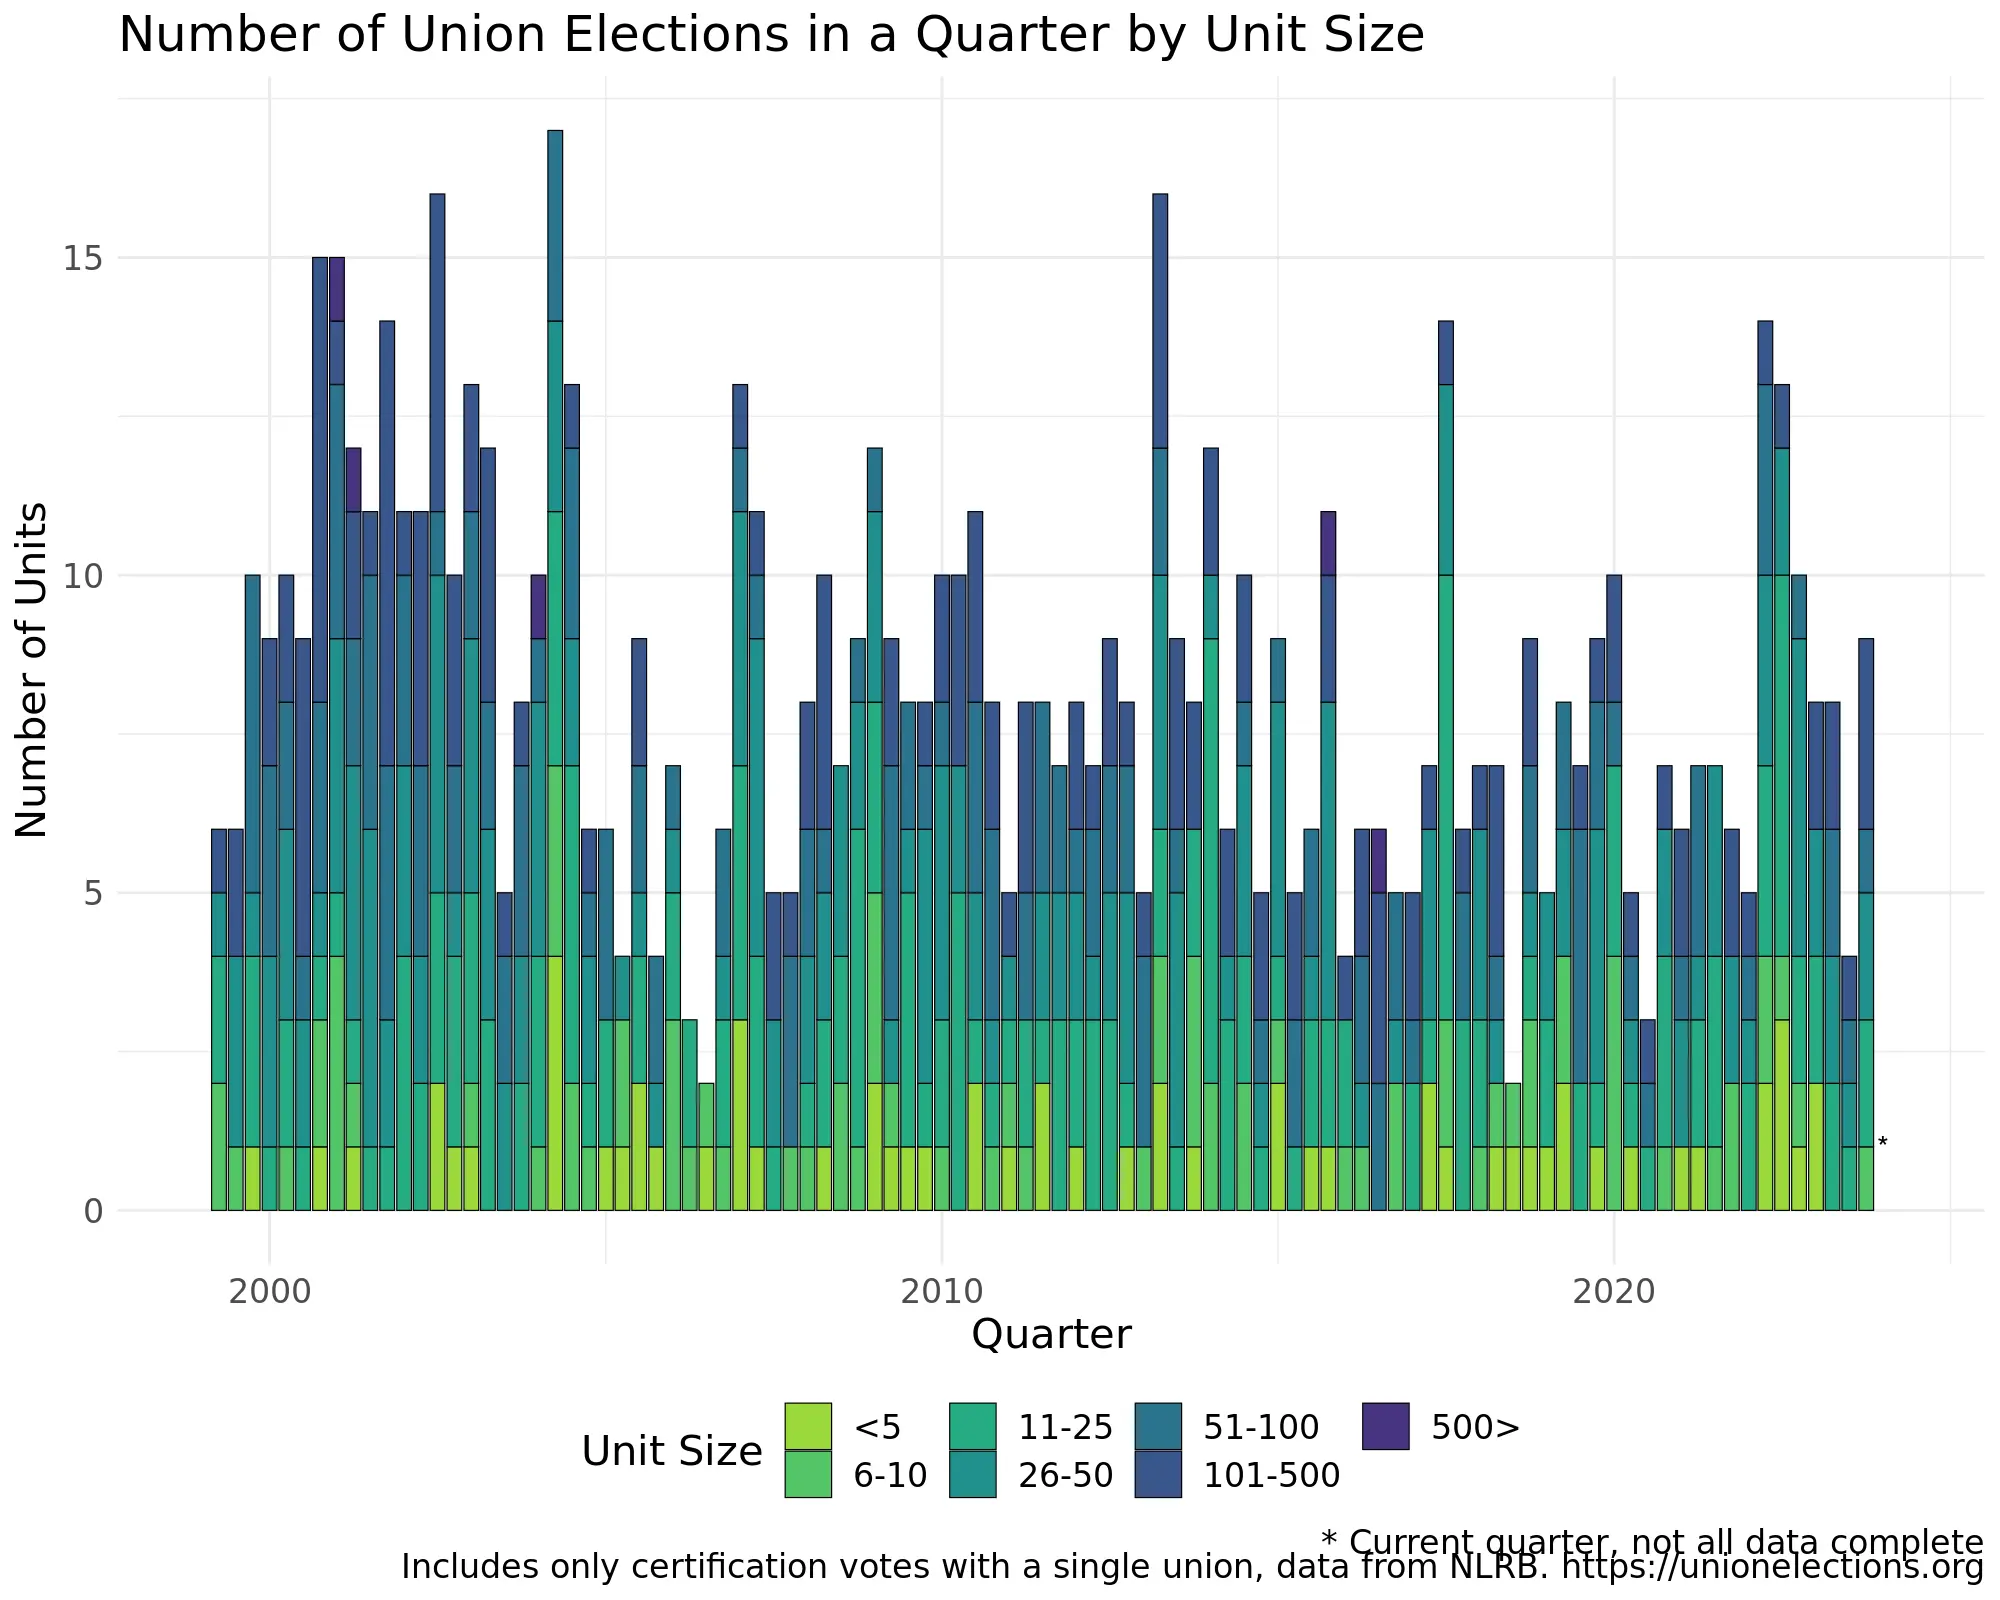 Number of Union Elections in a Quarter by Unit Size
Number of Units
15
10
5
0
*
2000 2010 2020
Quarter
Unit Size
<5 11-25 51-100 500>
6-10 26-50 101-500
* Current quarter, not all data complete
Includes only certification votes with a single union, data from NLRB. https://unionelections.org